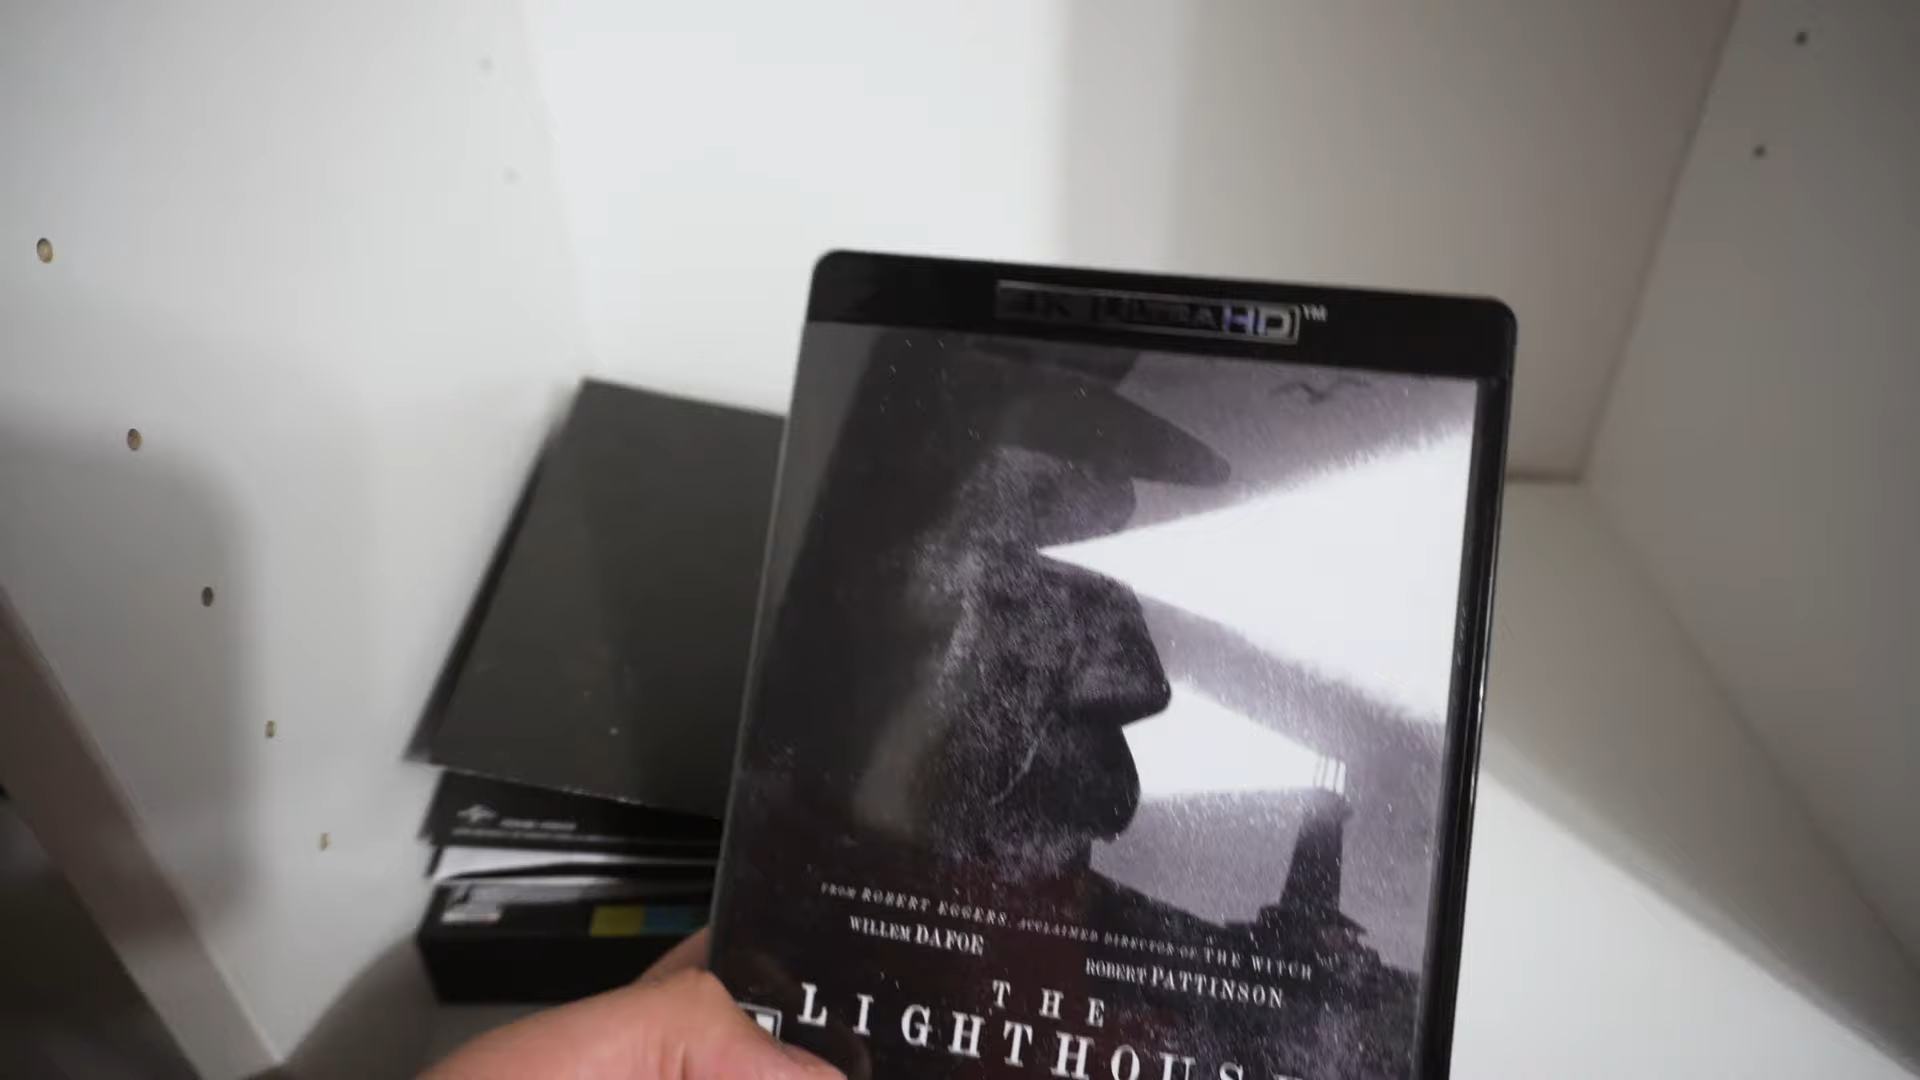 4K ULTRA HD™
FROM ROBERT EGGERS, ACCLAIMED DIRECTOR OF THE WITCH
WILLEM DAFOE
ROBERT PATTINSON
THE
LIGHTHOUS